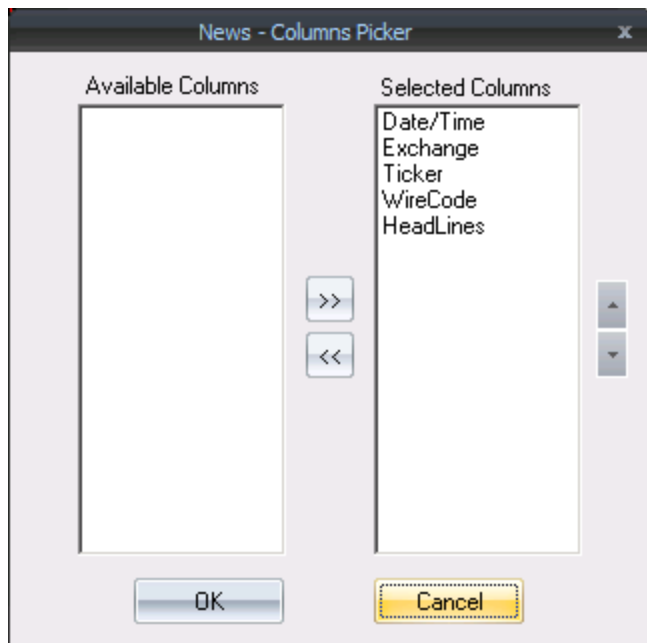 News - Columns Picker
x
Available Columns
Selected Columns
Date/Time
Exchange
Ticker
WireCode
HeadLines
>>
<<
OK
Cancel